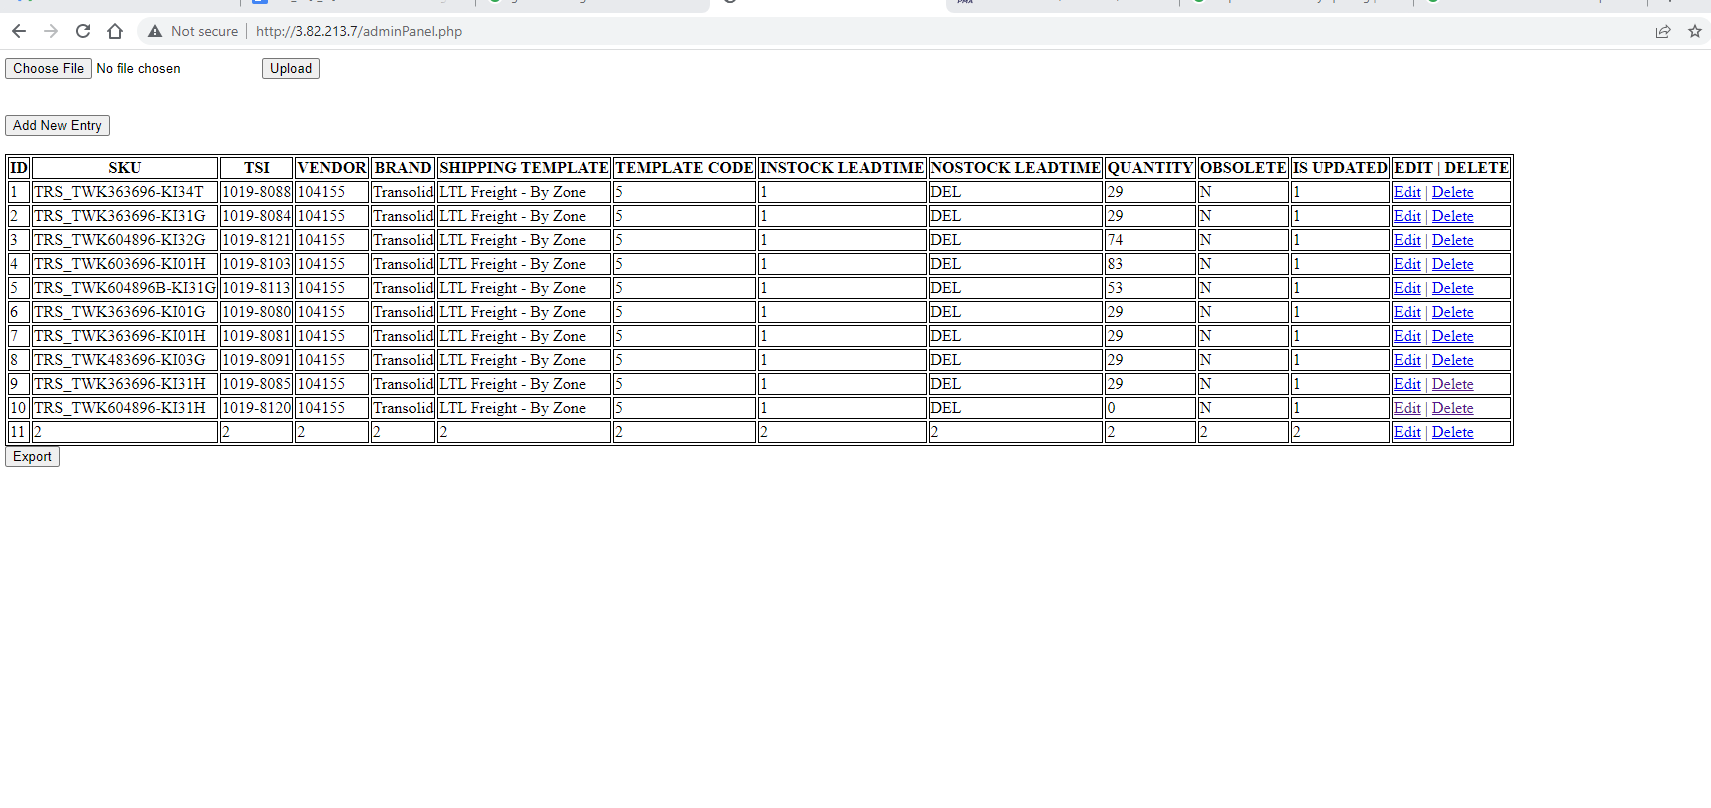 Not secure | http://3.82.213.7/adminPanel.php
Choose File No file chosen Upload
Add New Entry
ID SKU TSI VENDOR BRAND SHIPPING TEMPLATE TEMPLATE CODE INSTOCK LEADTIME NOSTOCK LEADTIME QUANTITY OBSOLETE IS UPDATED EDIT | DELETE
1 TRS_TWK363696-KI34T 1019-8088 104155 Transolid LTL Freight - By Zone 5 1 DEL 29 N 1 Edit | Delete
2 TRS_TWK363696-KI31G 1019-8084 104155 Transolid LTL Freight - By Zone 5 1 DEL 29 N 1 Edit | Delete
3 TRS_TWK604896-KI32G 1019-8121 104155 Transolid LTL Freight - By Zone 5 1 DEL 74 N 1 Edit | Delete
4 TRS_TWK603696-KI01H 1019-8103 104155 Transolid LTL Freight - By Zone 5 1 DEL 83 N 1 Edit | Delete
5 TRS_TWK604896B-KI31G 1019-8113 104155 Transolid LTL Freight - By Zone 5 1 DEL 53 N 1 Edit | Delete
6 TRS_TWK363696-KI01G 1019-8080 104155 Transolid LTL Freight - By Zone 5 1 DEL 29 N 1 Edit | Delete
7 TRS_TWK363696-KI01H 1019-8081 104155 Transolid LTL Freight - By Zone 5 1 DEL 29 N 1 Edit | Delete
8 TRS_TWK483696-KI03G 1019-8091 104155 Transolid LTL Freight - By Zone 5 1 DEL 29 N 1 Edit | Delete
9 TRS_TWK363696-KI31H 1019-8085 104155 Transolid LTL Freight - By Zone 5 1 DEL 29 N 1 Edit | Delete
10 TRS_TWK604896-KI31H 1019-8120 104155 Transolid LTL Freight - By Zone 5 1 DEL 0 N 1 Edit | Delete
11 2 2 2 2 2 2 2 2 2 2 2 Edit | Delete
Export